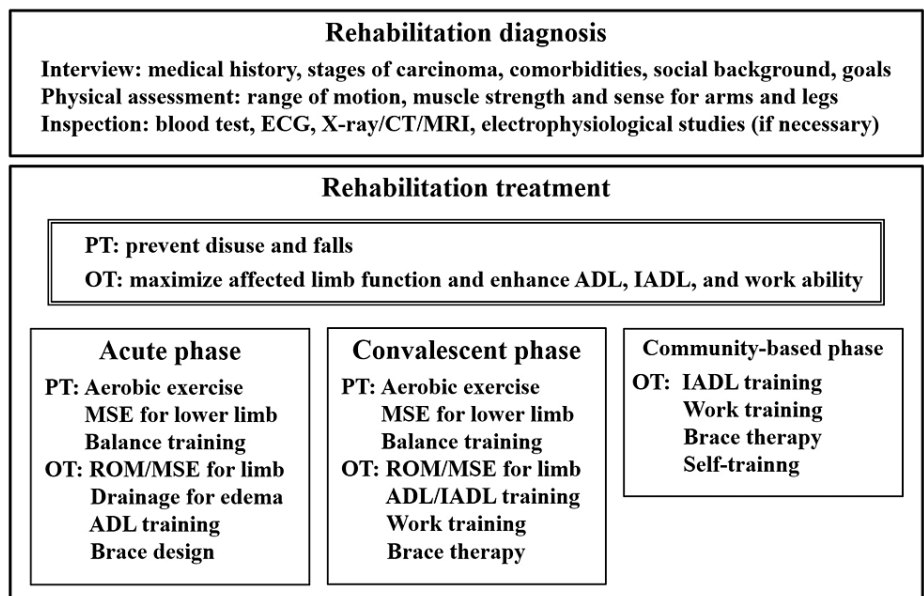 Rehabilitation diagnosis
Interview: medical history, stages of carcinoma, comorbidities, social background, goals
Physical assessment: range of motion, muscle strength and sense for arms and legs
Inspection: blood test, ECG, X-ray/CT/MRI, electrophysiological studies (if necessary)
Rehabilitation treatment
PT: prevent disuse and falls
OT: maximize affected limb function and enhance ADL, IADL, and work ability
Acute phase
PT: Aerobic exercise
MSE for lower limb
Balance training
OT: ROM/MSE for limb
Drainage for edema
ADL training
Brace design
Convalescent phase
PT: Aerobic exercise
MSE for lower limb
Balance training
OT: ROM/MSE for limb
ADL/IADL training
Work training
Brace therapy
Community-based phase
OT: IADL training
Work training
Brace therapy
Self-trainng